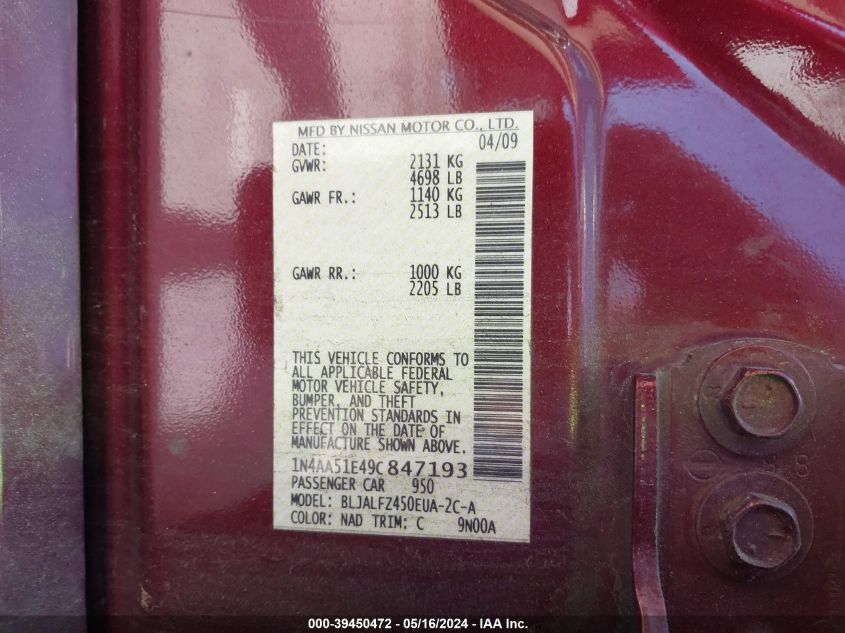 MFD BY NISSAN MOTOR CO., LTD.
DATE: 04/09
GVWR: 2131 KG
4698 LB
GAWR FR.: 1140 KG
2513 LB
GAWR RR.: 1000 KG
2205 LB
THIS VEHICLE CONFORMS TO
ALL APPLICABLE FEDERAL
MOTOR VEHICLE SAFETY,
BUMPER, AND THEFT
PREVENTION STANDARDS IN
EFFECT ON THE DATE OF
MANUFACTURE SHOWN ABOVE.
1N4AA51E49C847193
PASSENGER CAR 950
MODEL: BLJALFZ450EUA-2C-A
COLOR: NAD TRIM: C 9N00A
000-39450472 - 05/16/2024 - IAA Inc.